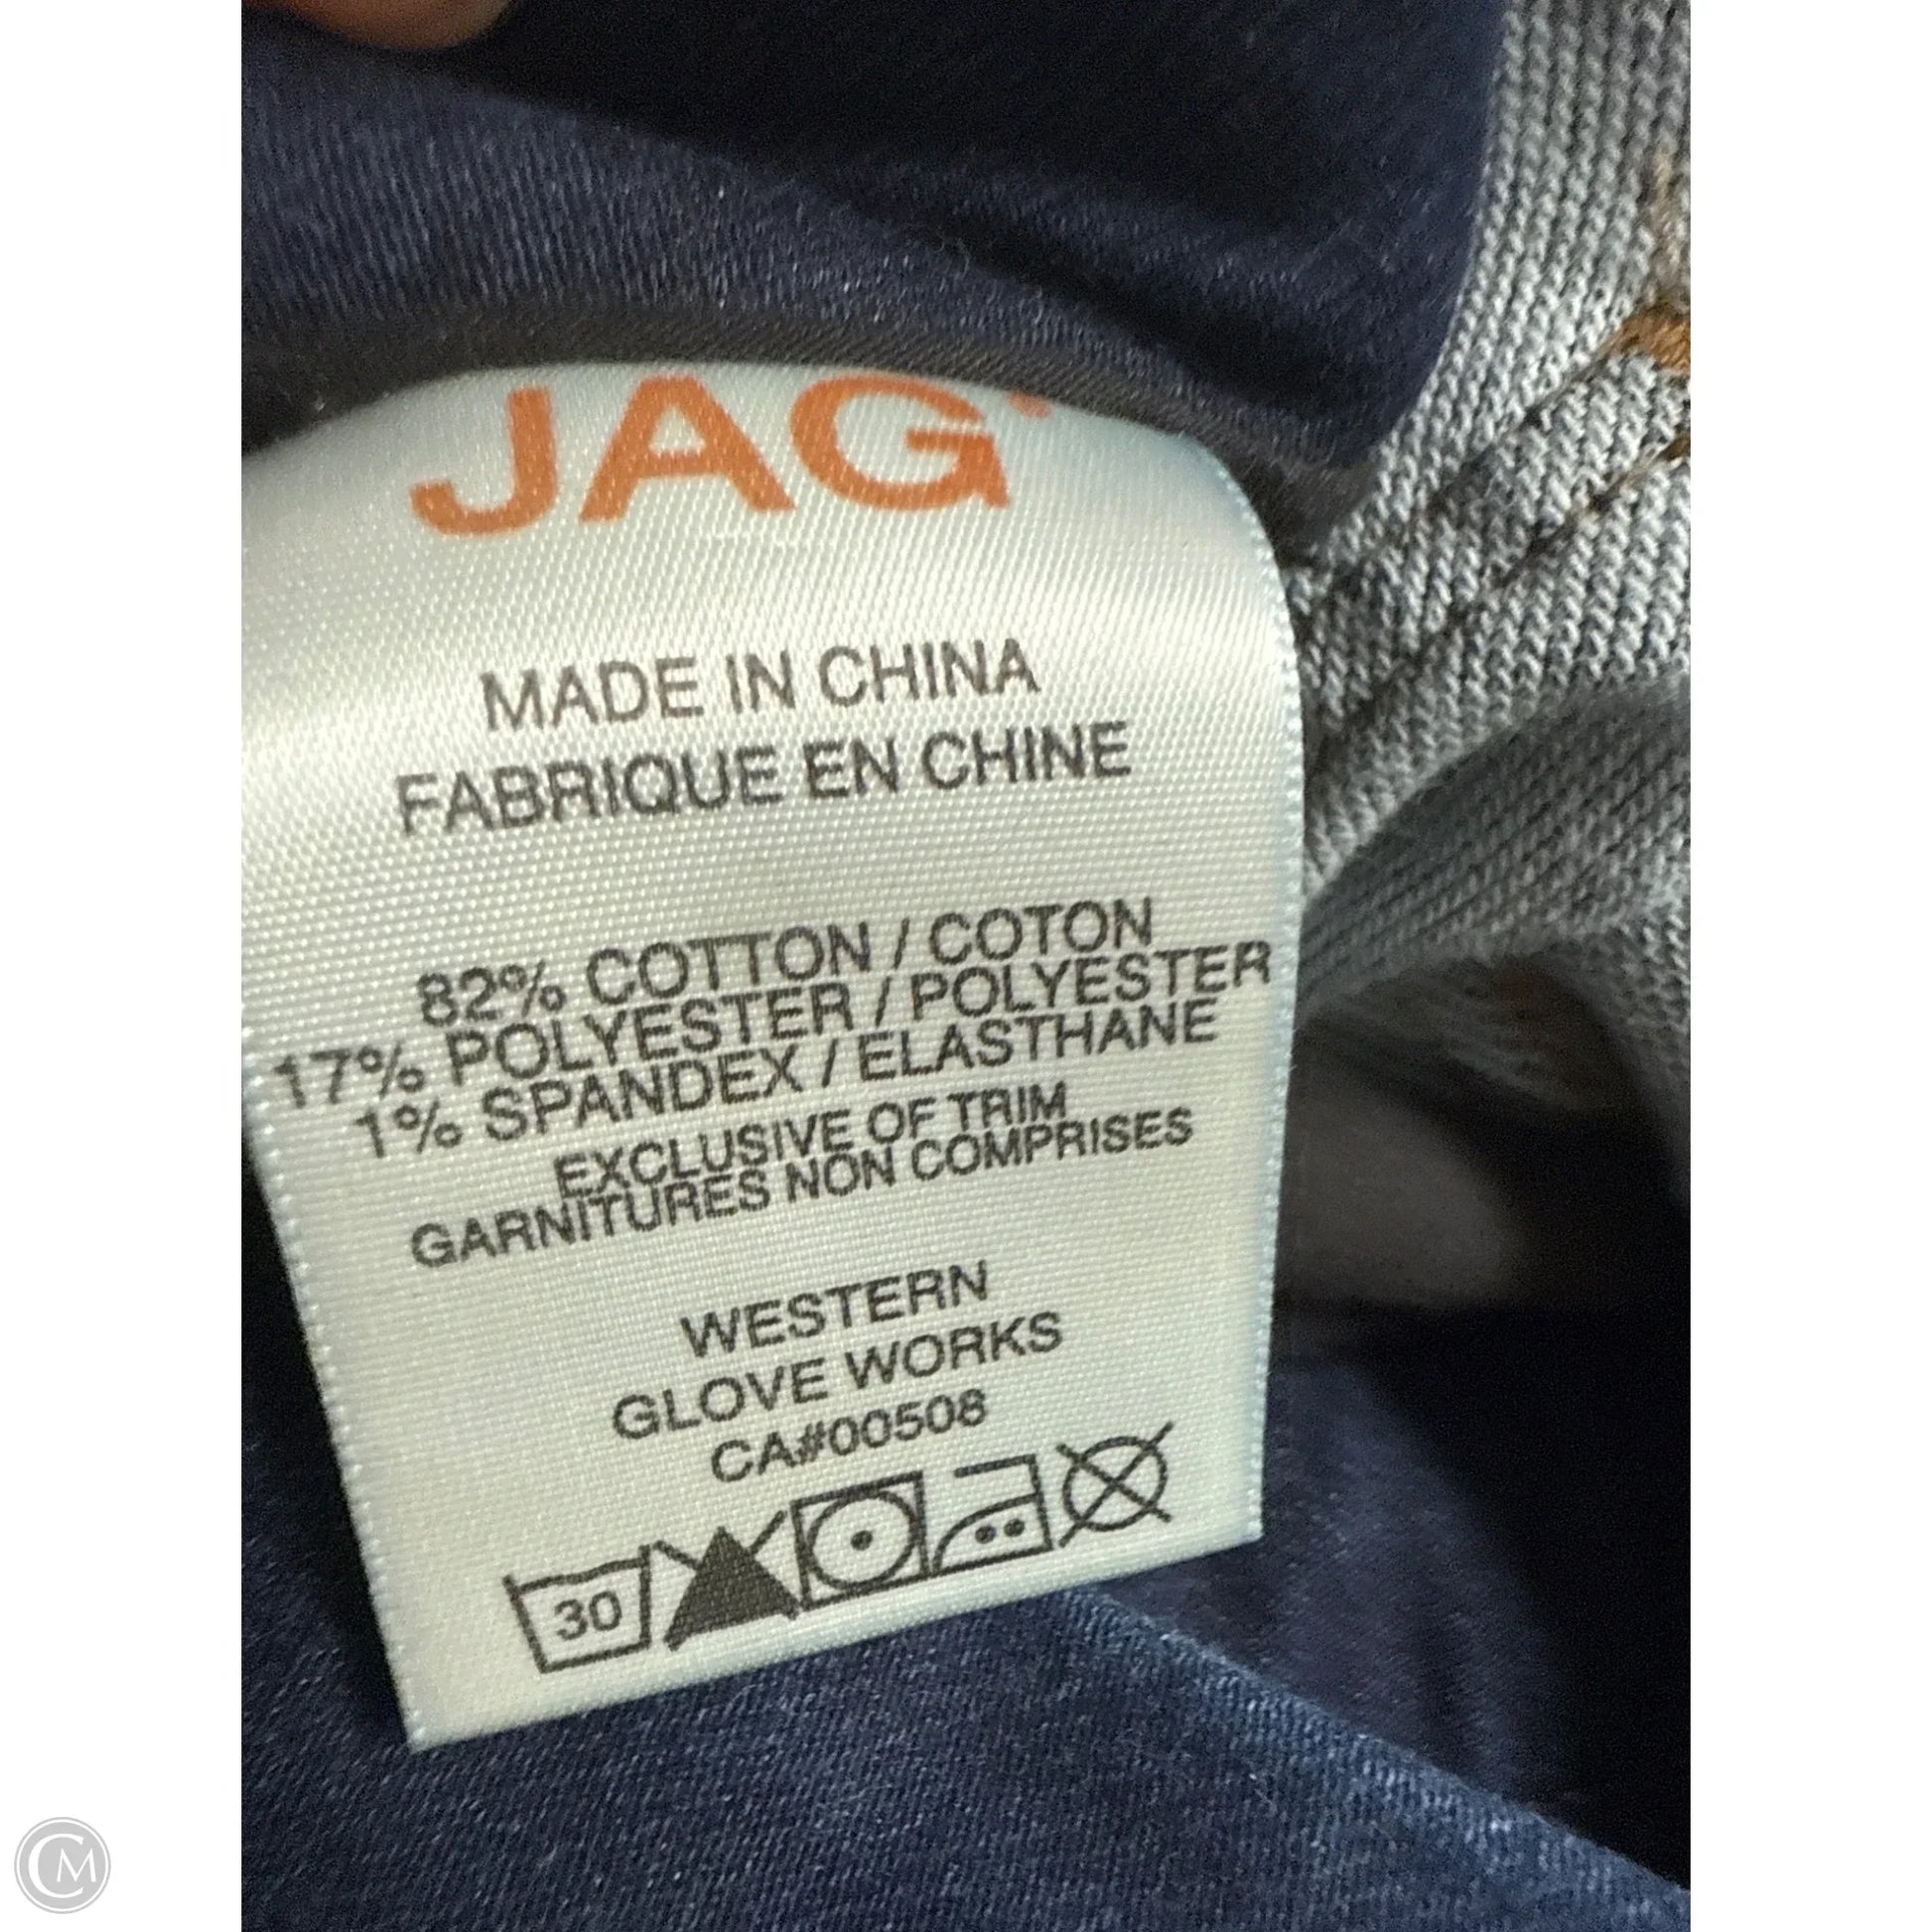 JAG
MADE IN CHINA
FABRIQUE EN CHINE
82% COTTON / COTON
17% POLYESTER / POLYESTER
1% SPANDEX / ELASTHANE
EXCLUSIVE OF TRIM
GARNITURES NON COMPRISES
WESTERN
GLOVE WORKS
CA#00508
30
CM